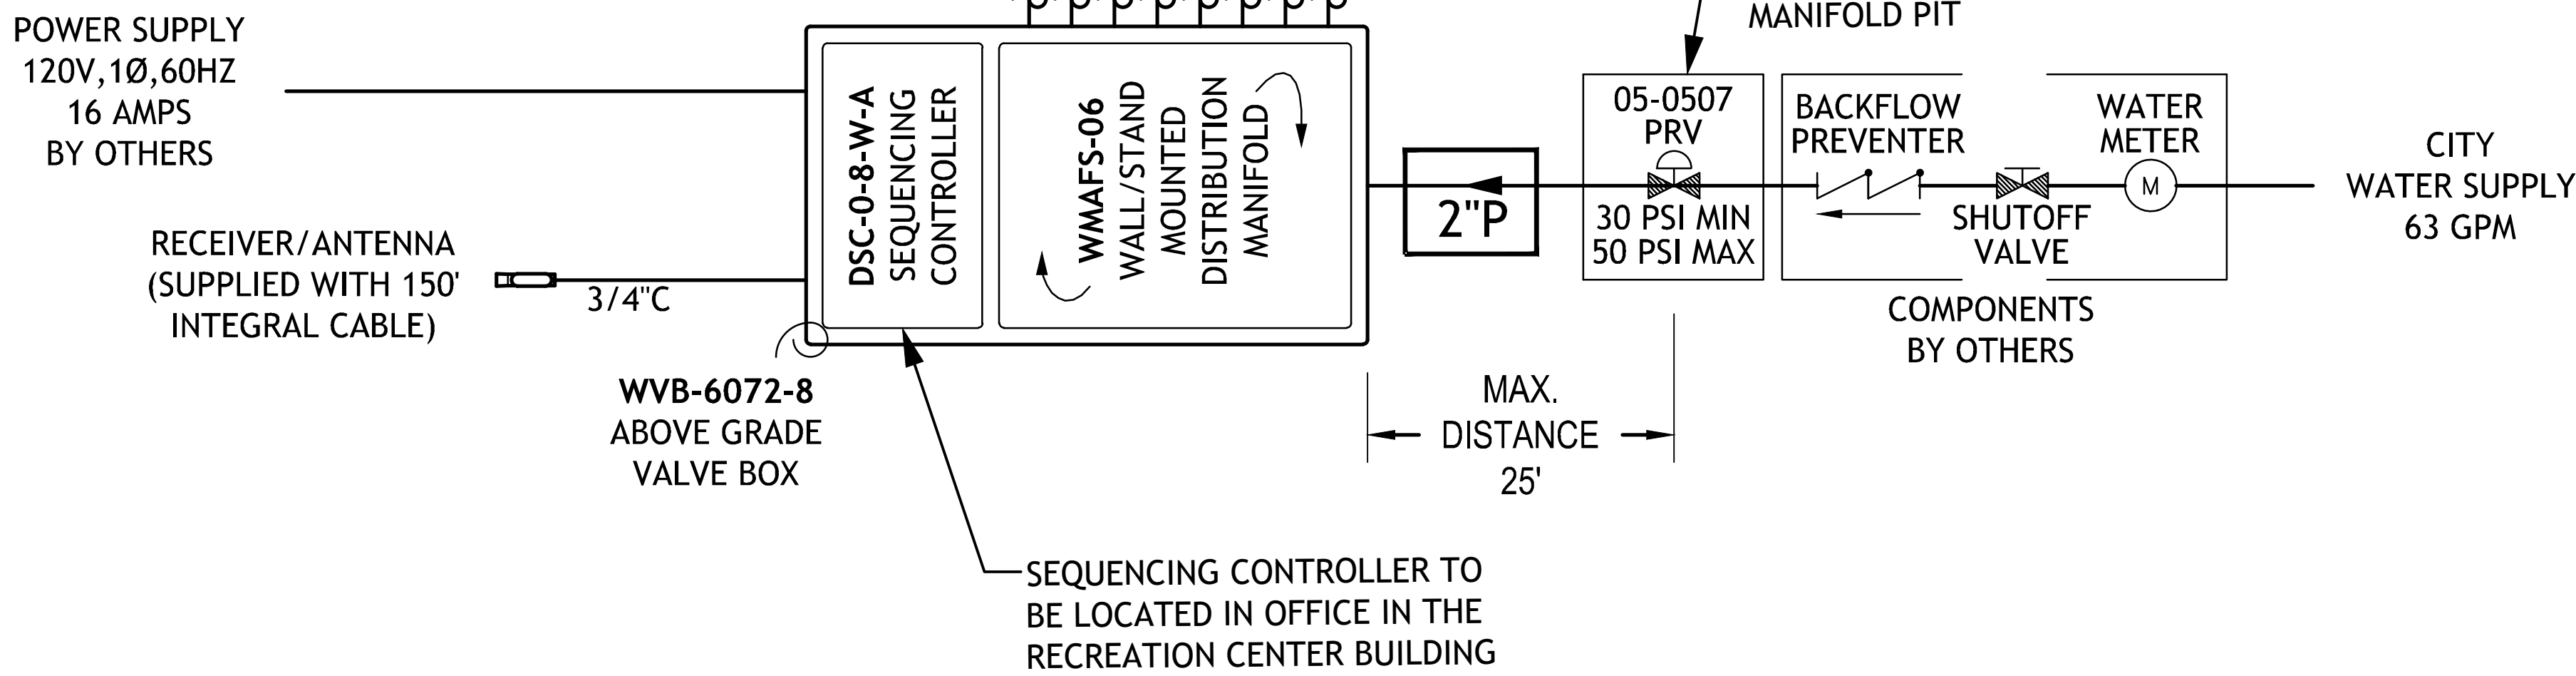 POWER SUPPLY
120V,1Ø,60HZ
16 AMPS
BY OTHERS
RECEIVER/ANTENNA
(SUPPLIED WITH 150'
INTEGRAL CABLE)
3/4"C
WVB-6072-8
ABOVE GRADE
VALVE BOX
DSC-0-8-W-A
SEQUENCING
CONTROLLER
WMAFS-06
WALL/STAND
MOUNTED
DISTRIBUTION
MANIFOLD
SEQUENCING CONTROLLER TO
BE LOCATED IN OFFICE IN THE
RECREATION CENTER BUILDING
2"P
MAX.
DISTANCE
25'
MANIFOLD PIT
05-0507
PRV
30 PSI MIN
50 PSI MAX
BACKFLOW
PREVENTER
SHUTOFF
VALVE
WATER
METER
M
COMPONENTS
BY OTHERS
CITY
WATER SUPPLY
63 GPM